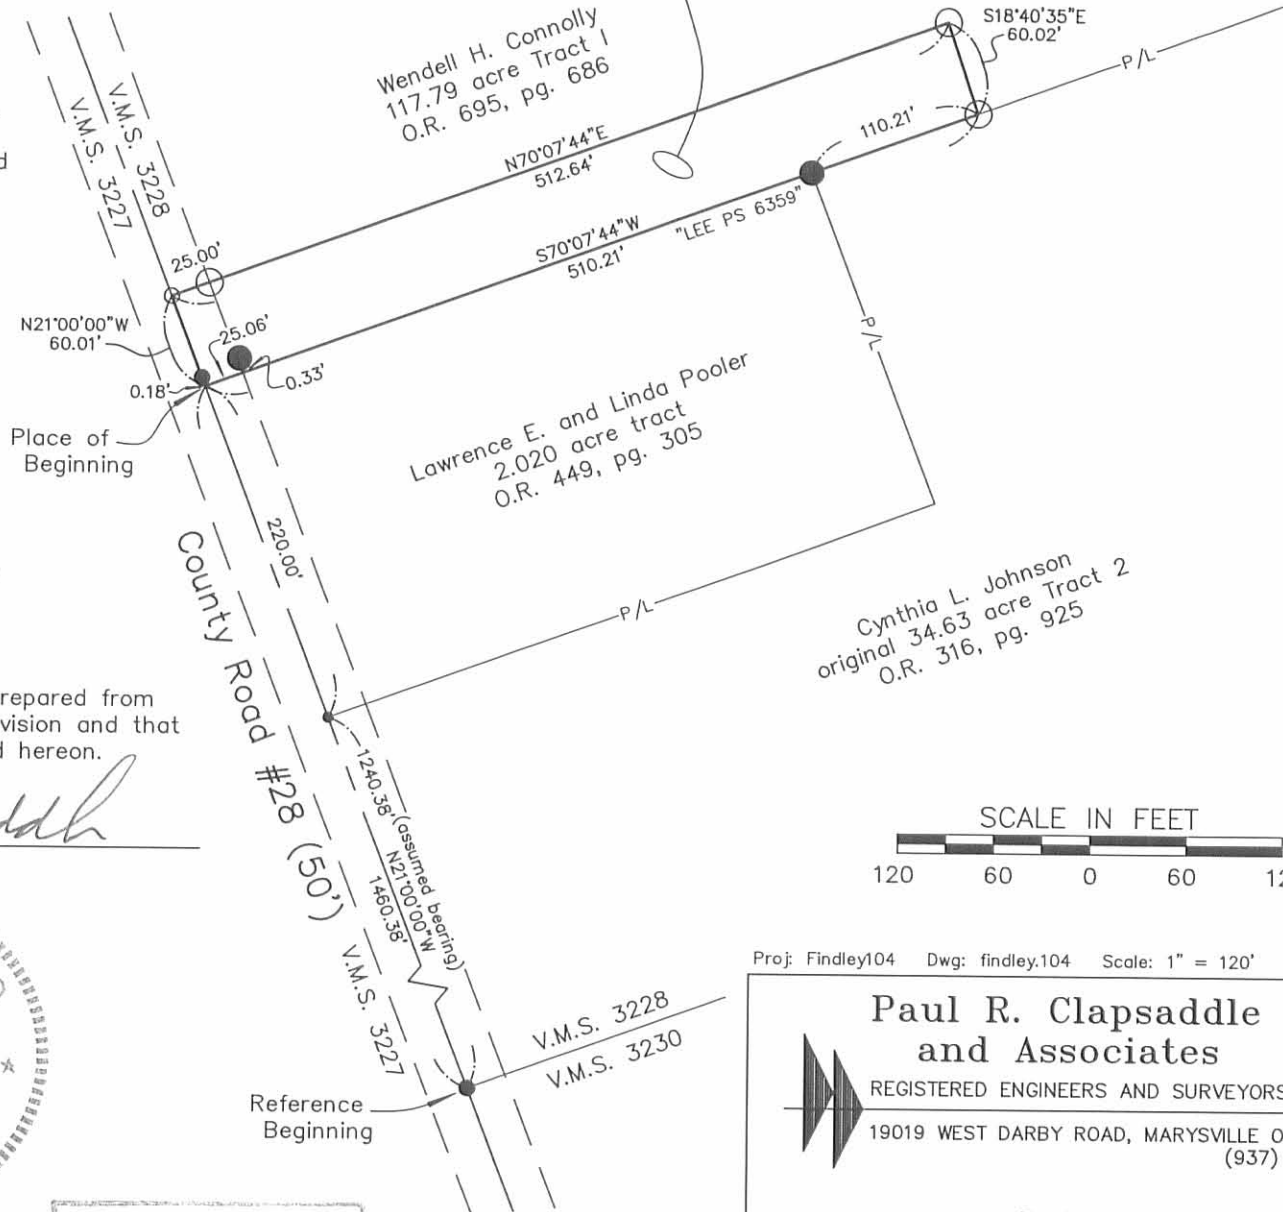 S18°40'35"E
60.02'
P/L
Wendell H. Connolly
117.79 acre Tract 1
O.R. 695, pg. 686
V.M.S. 3228
V.M.S. 3227
d
N70°07'44"E
512.64'
110.21'
"LEE PS 6359"
S70°07'44"W
510.21'
25.00'
N21°00'00"W
60.01'
25.06'
0.18'
0.33'
P/L
Place of
Beginning
Lawrence E. and Linda Pooler
2.020 acre tract
O.R. 449, pg. 305
220.00'
County Road #28 (50')
P/L
Cynthia L. Johnson
original 34.63 acre Tract 2
O.R. 316, pg. 925
repared from
vision and that
d hereon.
1240.38'
(assumed bearing)
N21°00'00"W
1460.38'
SCALE IN FEET
120 60 0 60 12
V.M.S. 3227
V.M.S. 3228
V.M.S. 3230
Reference
Beginning
Proj: Findley104 Dwg: findley.104 Scale: 1" = 120'
Paul R. Clapsaddle
and Associates
REGISTERED ENGINEERS AND SURVEYORS
19019 WEST DARBY ROAD, MARYSVILLE O
(937)